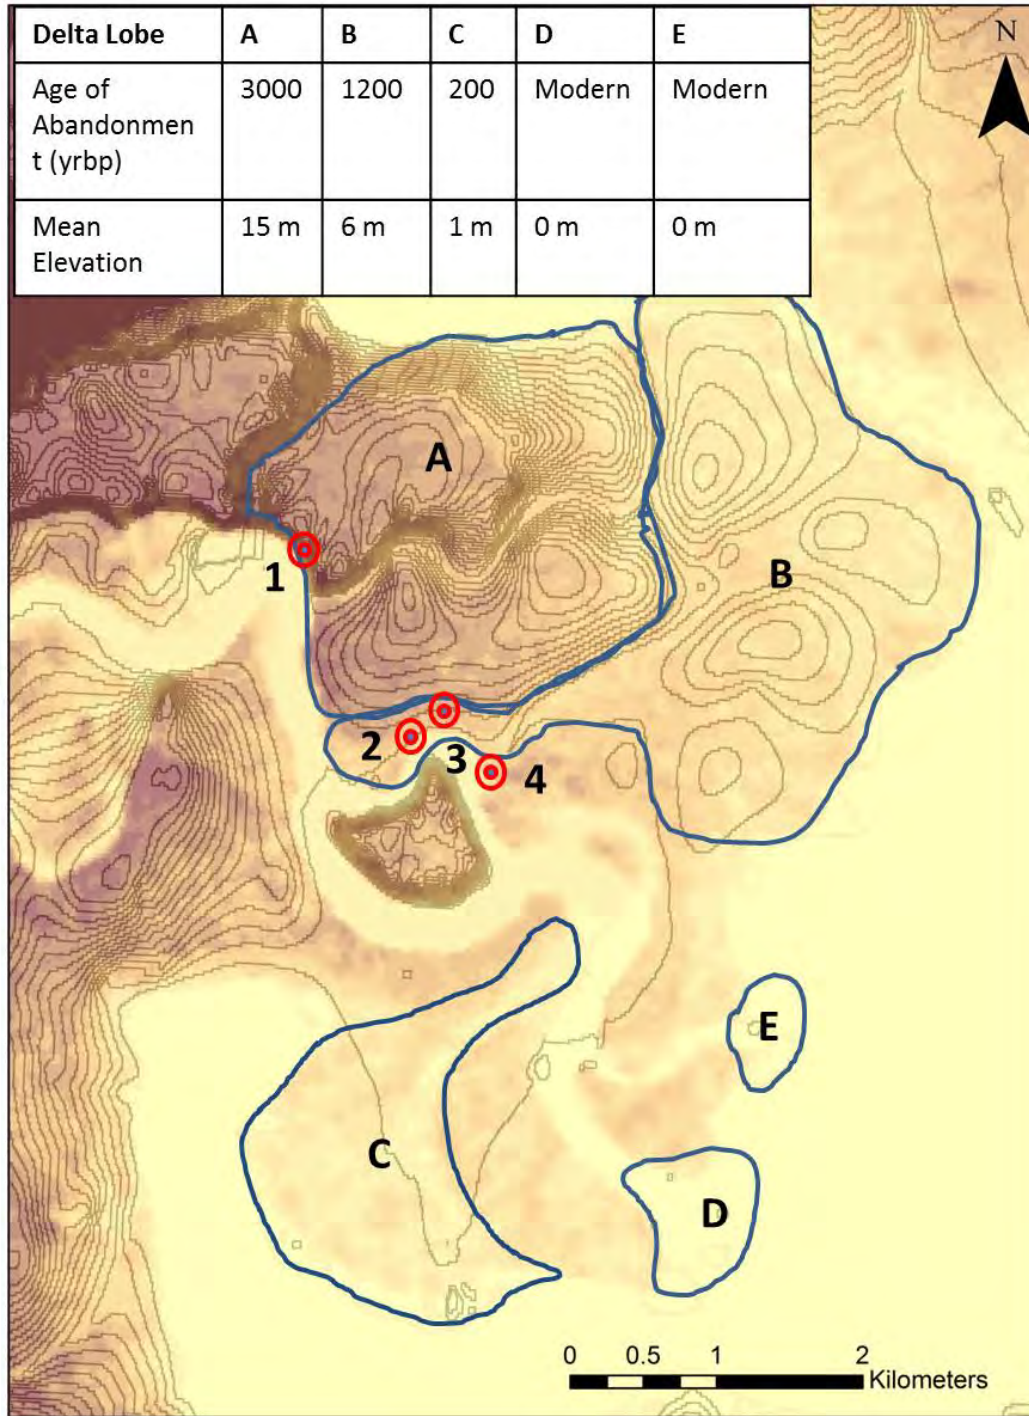 Delta Lobe A B C D E
Age of 3000 1200 200 Modern Modern
Abandonmen
t (yrbp)
Mean 15 m 6 m 1 m 0 m 0 m
Elevation
N
A
B
1
2
3
4
E
C
D
0 0.5 1 2
Kilometers